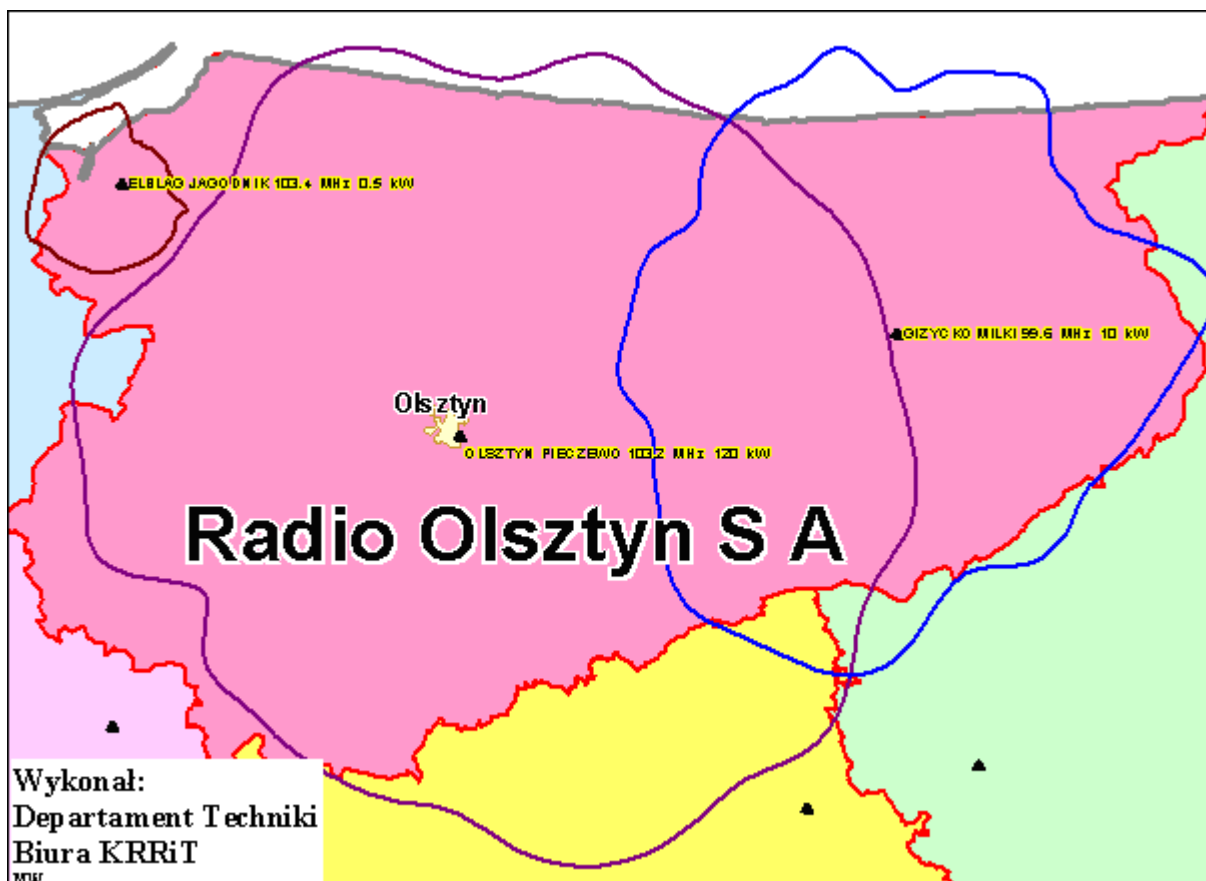 ELBLAG JAGODNIK 103.4 MHz 0.5 kW
GIZYCKO MILKI 99.6 MHz 10 kW
Olsztyn
OLSZTYN PIECZEWO 103.2 MHz 120 kW
Radio Olsztyn S A
Wykonał:
Departament Techniki
Biura KRRiT